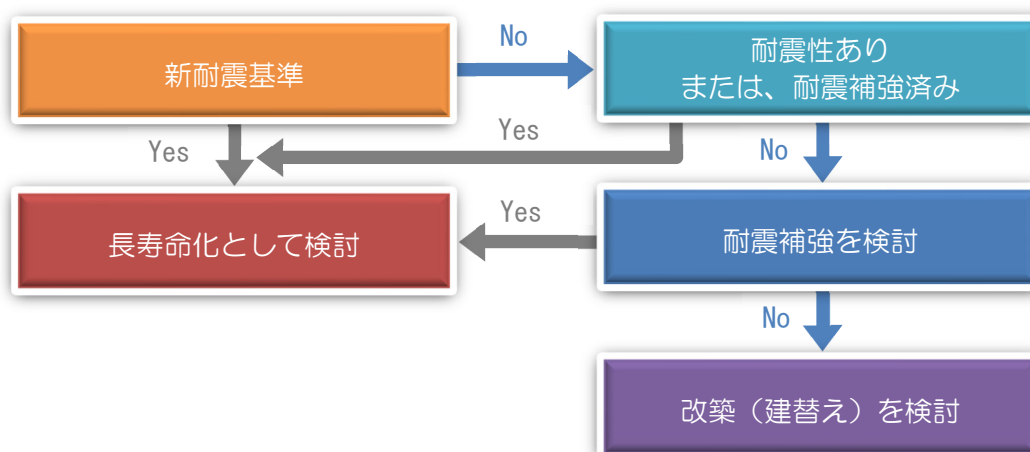 新耐震基準
No
耐震性あり
または、耐震補強済み
Yes
Yes
No
長寿命化として検討
Yes
耐震補強を検討
No
改築（建替え）を検討